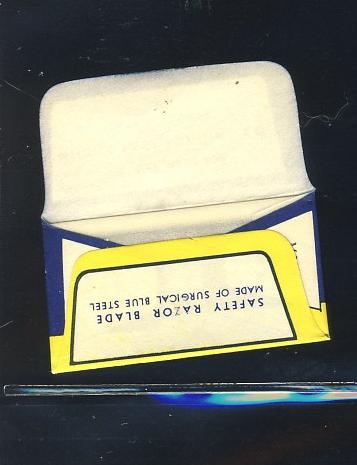 SAFETY RAZOR BLADE
MADE OF SURGICAL BLUE STEEL